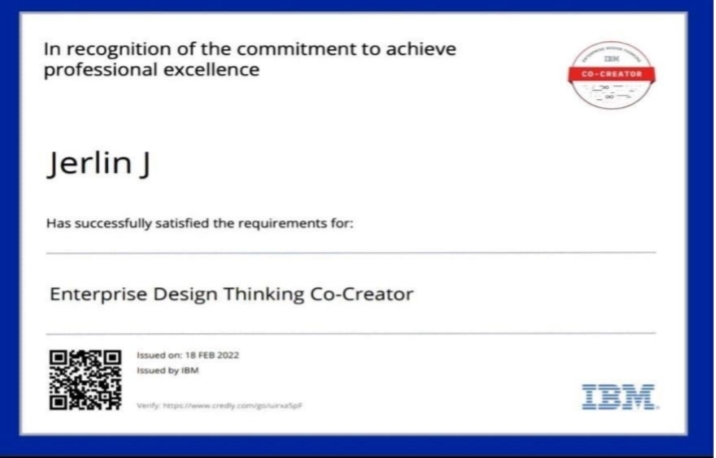 In recognition of the commitment to achieve
professional excellence
IBM
CO-CREATOR
Jerlin J
Has successfully satisfied the requirements for:
Enterprise Design Thinking Co-Creator
Issued on: 18 FEB 2022
Issued by IBM
Verify: https://www.credly.com/go/
IBM.